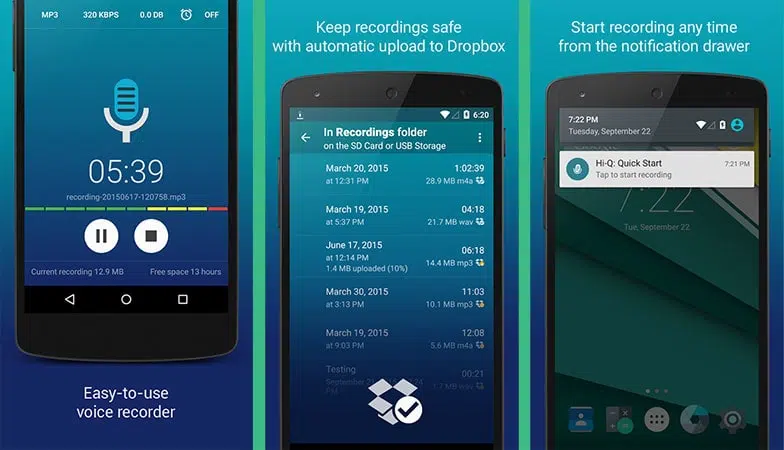 MP3 320 KBPS 0.0 DB OFF
05:39
recording-20150617-120758.mp3
Current recording 12.9 MB Free space 13 hours
Easy-to-use
voice recorder
Keep recordings safe
with automatic upload to Dropbox
6:20
In Recordings folder
on the SD Card or USB Storage
March 20, 2015 1:02:39
at 12:31 PM 28.9 MB m4a
March 19, 2015 04:18
at 5:37 PM 21.7 MB wav
June 17, 2015 06:18
at 12:14 PM 14.4 MB mp3
1.4 MB uploaded (10%)
March 30, 2015 11:03
at 3:13 PM 10.1 MB mp3
March 19, 2015 12:08
at 9:03 PM 5.6 MB m4a
Testing 00:21
1.7 MB wav
Start recording any time
from the notification drawer
7:22 PM
Tuesday, September 22
Hi-Q: Quick Start 7:21 PM
Tap to start recording
7:22
Tue, September 22